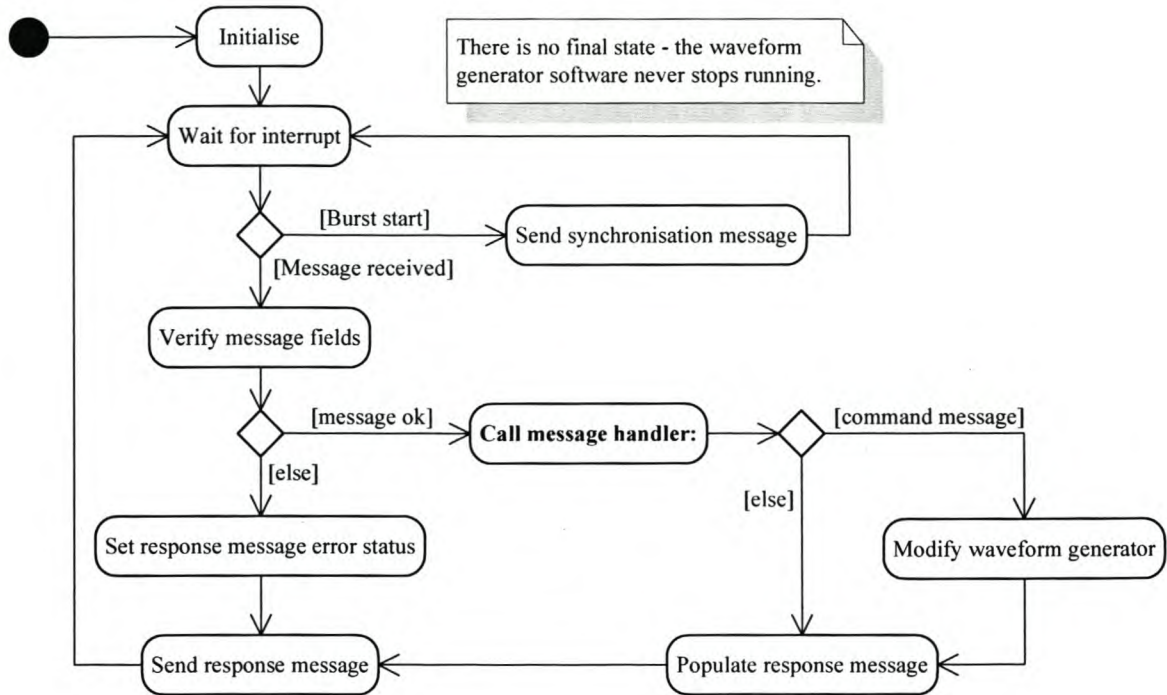 Initialise
There is no final state - the waveform
generator software never stops running.
Wait for interrupt
[Burst start]
Send synchronisation message
[Message received]
Verify message fields
[message ok]
Call message handler:
[command message]
[else]
[else]
Set response message error status
Modify waveform generator
Send response message
Populate response message